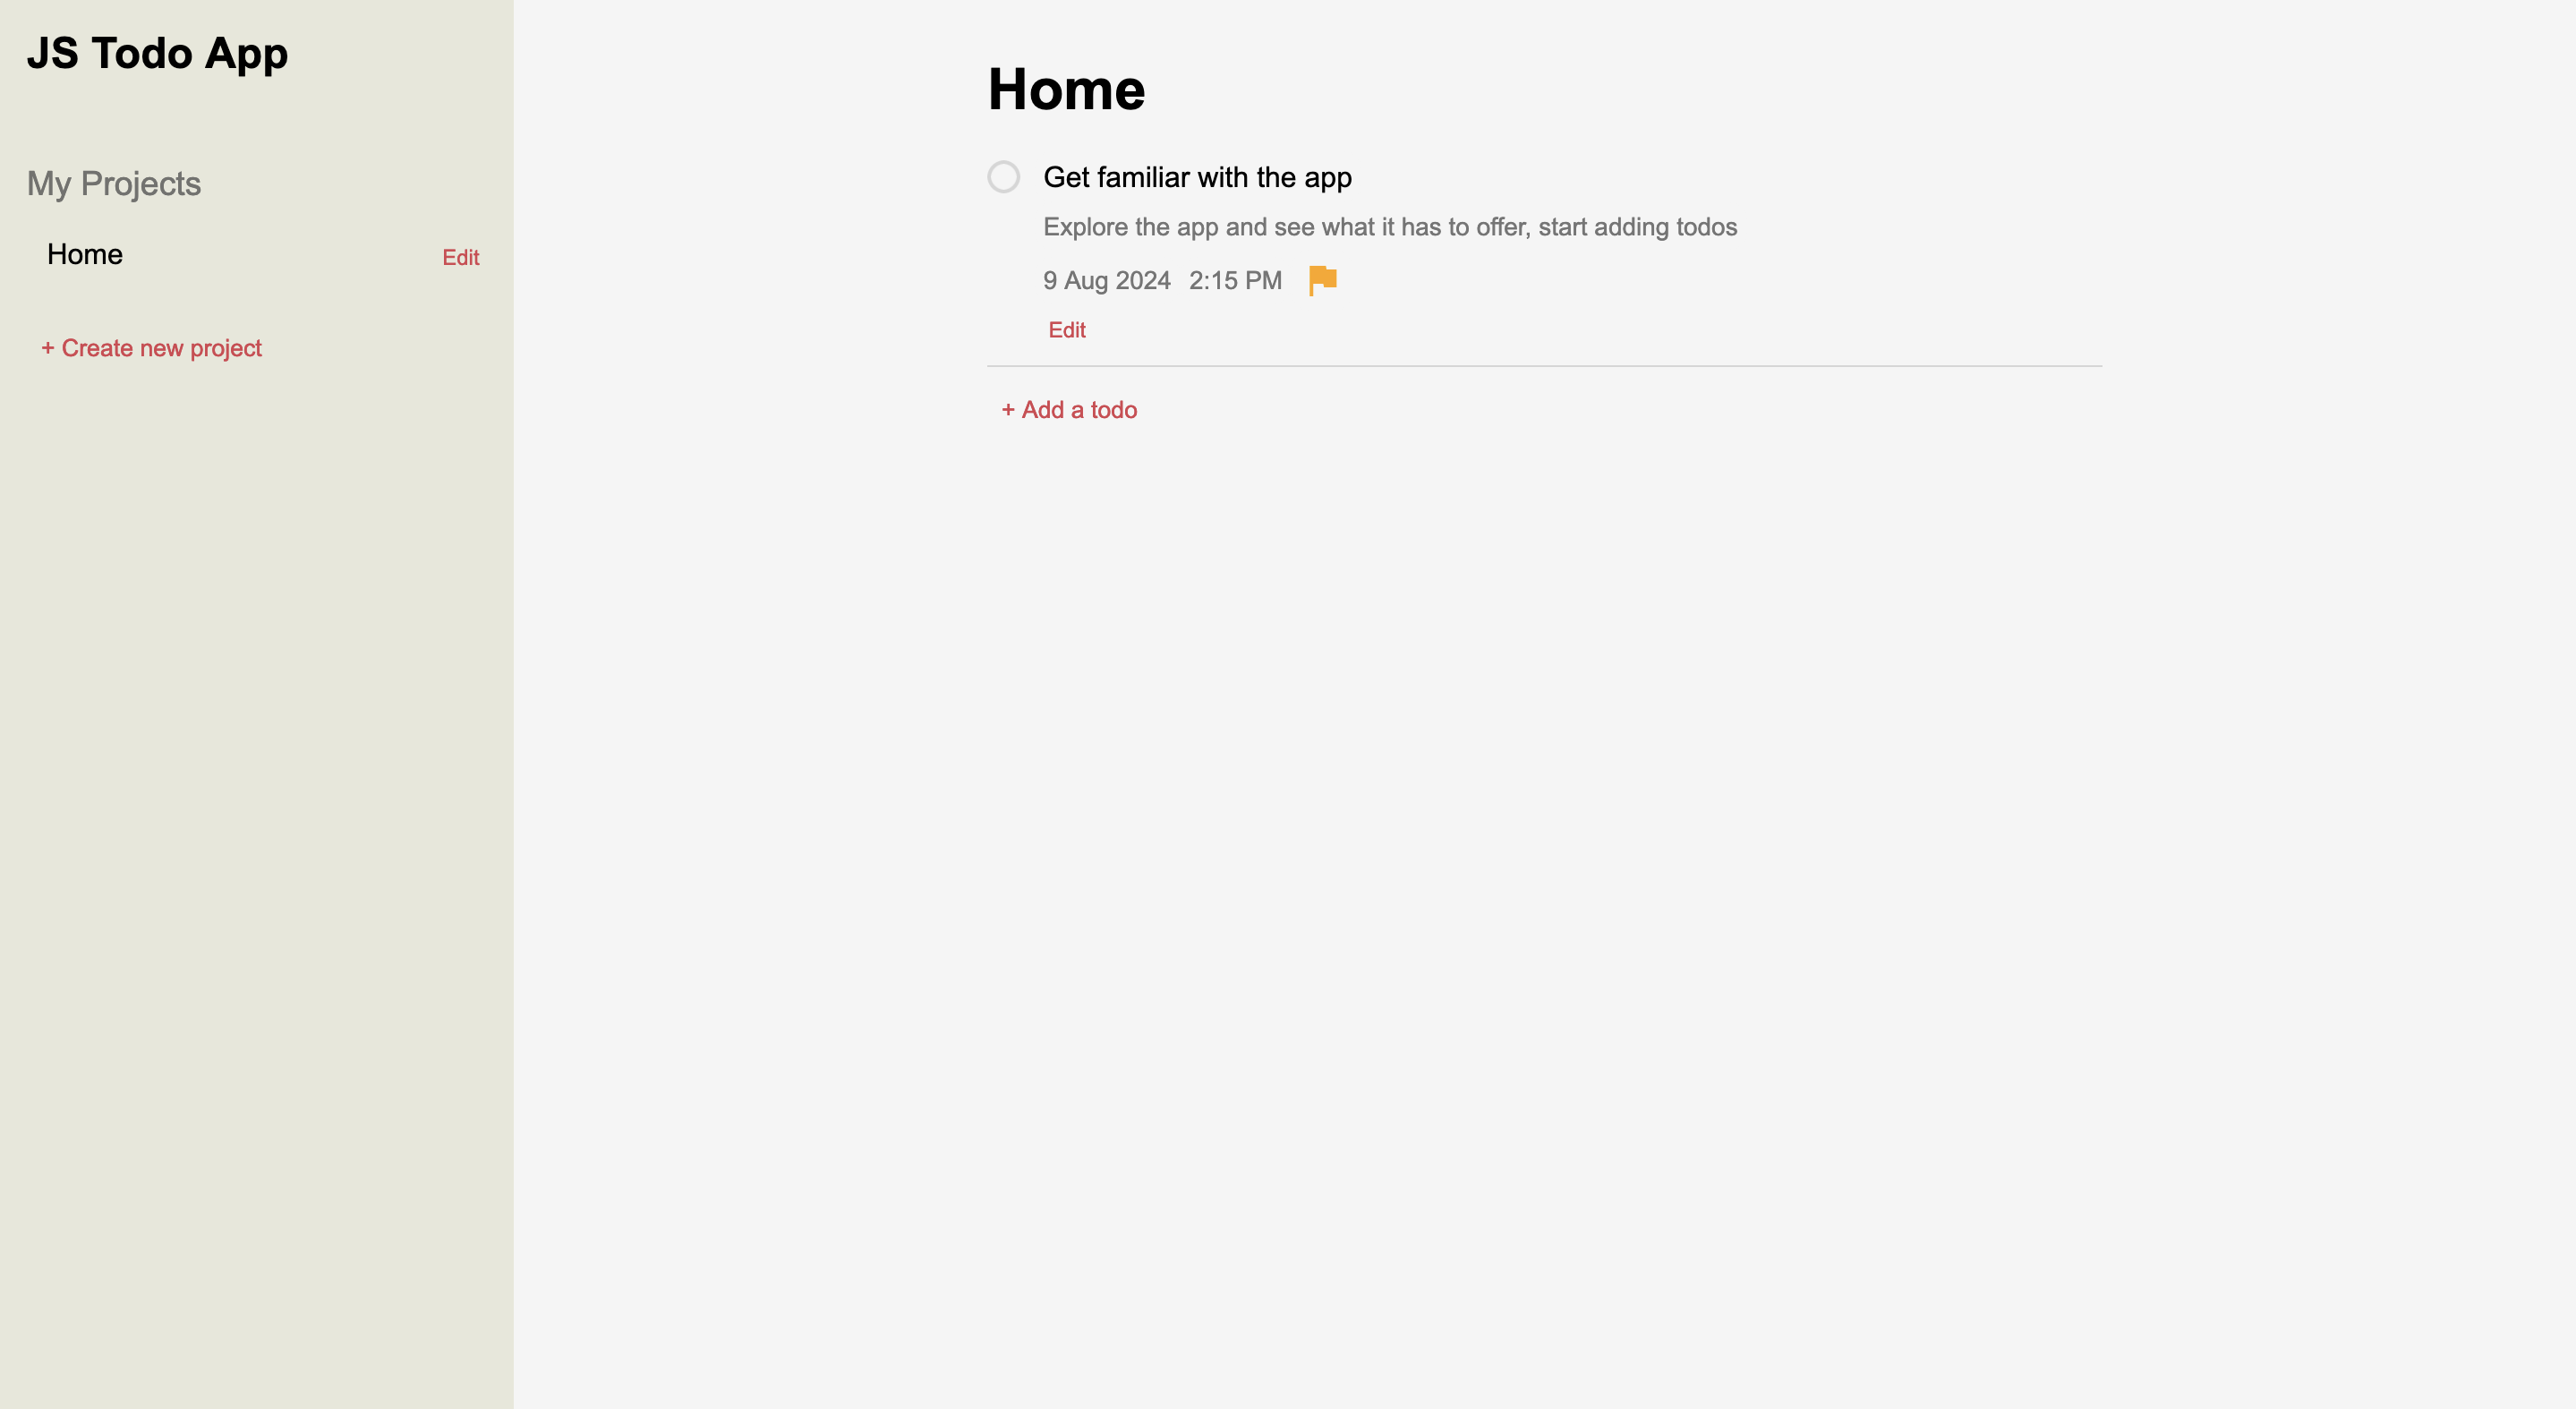 JS Todo App
My Projects
Home
Edit
+ Create new project
Home
Get familiar with the app
Explore the app and see what it has to offer, start adding todos
9 Aug 2024 2:15 PM
Edit
+ Add a todo